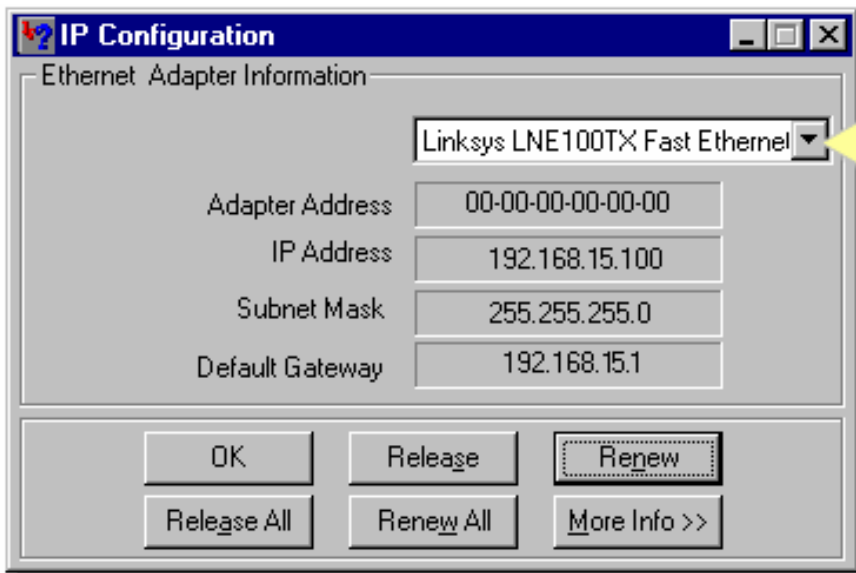 IP Configuration
Ethernet Adapter Information
Linksys LNE100TX Fast Ethernet
Adapter Address 00-00-00-00-00-00
IP Address 192.168.15.100
Subnet Mask 255.255.255.0
Default Gateway 192.168.15.1
OK Release Renew
Release All Renew All More Info >>